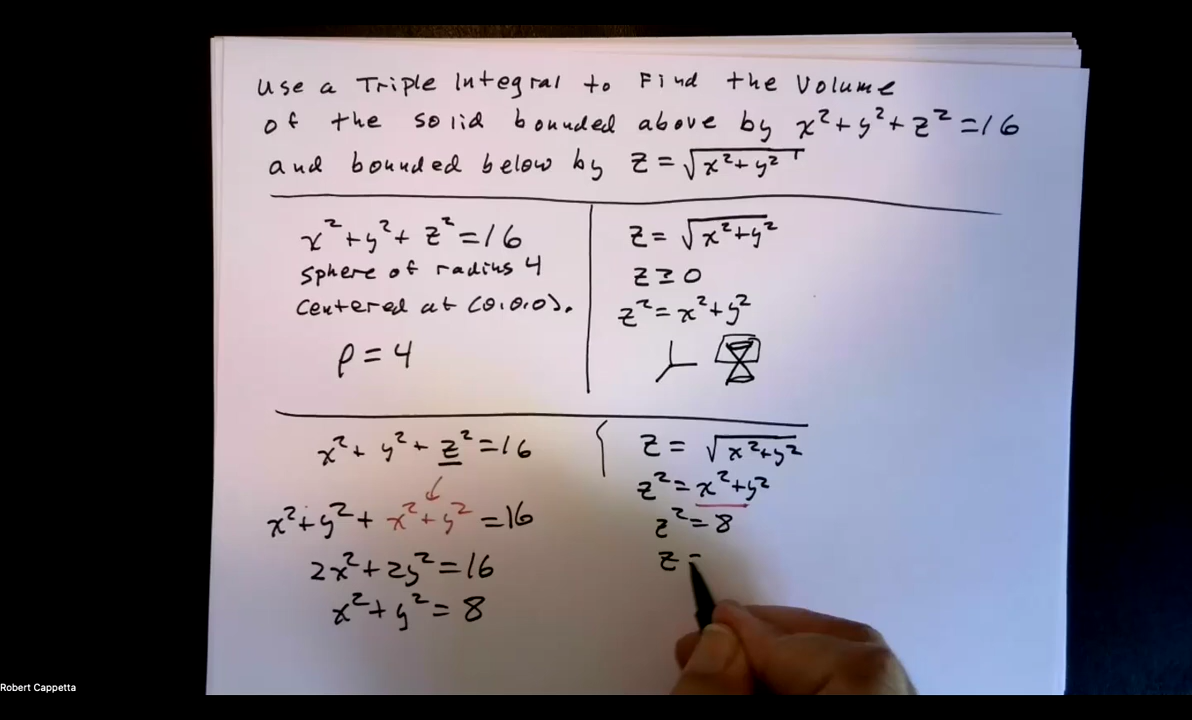 Use a Triple Integral to Find the Volume
of the solid bounded above by x²+y²+z²=16
and bounded below by z=√(x²+y²)
x²+y²+z²=16
Sphere of radius 4
Centered at (0,0,0).
ρ=4
z=√(x²+y²)
z≥0
z²=x²+y²
x²+y²+z²=16
x²+y²+x²+y²=16
2x²+2y²=16
x²+y²=8
z=√(x²+y²)
z²=x²+y²
z²=8
z=
Robert Cappetta